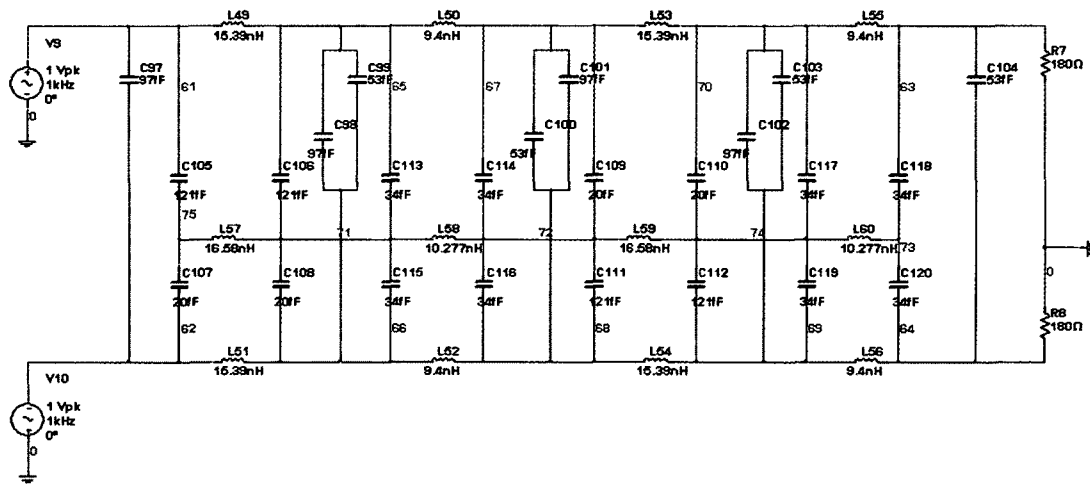 L49
15.39nH
L50
9.4nH
L53
15.39nH
L55
9.4nH
V9
1 Vpk
1kHz
0°
0
C97
97fF
61
C99
53fF
65
67
C101
97fF
70
C103
53fF
63
C104
53fF
R7
180Ω
C98
97fF
C100
53fF
C102
97fF
C105
121fF
C106
121fF
C113
34fF
C114
34fF
C109
20fF
C110
20fF
C117
34fF
C118
34fF
75
L57
16.58nH
71
L58
10.277nH
72
L59
16.58nH
74
L60
10.277nH
73
C107
20fF
C108
20fF
C115
34fF
C116
34fF
C111
121fF
C112
121fF
C119
34fF
C120
34fF
0
62
66
68
69
64
R8
180Ω
L51
15.39nH
L52
9.4nH
L54
15.39nH
L56
9.4nH
V10
1 Vpk
1kHz
0°
0